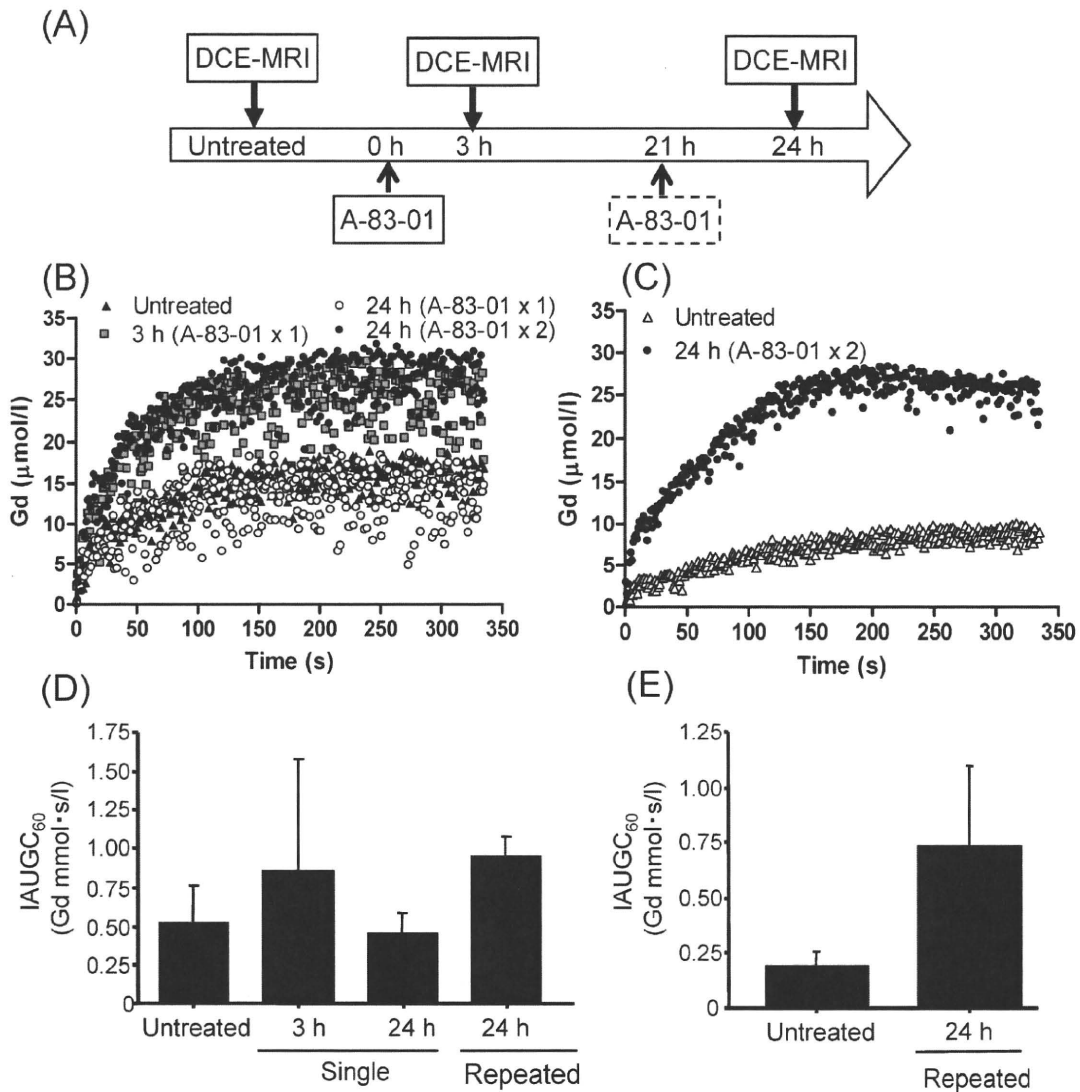 (A)
DCE-MRI DCE-MRI DCE-MRI
Untreated 0 h 3 h 21 h 24 h
A-83-01 A-83-01
(B)
Untreated
3 h (A-83-01 x 1)
24 h (A-83-01 x 1)
24 h (A-83-01 x 2)
Gd (μmol/l)
35
30
25
20
15
10
5
0
0 50 100 150 200 250 300 350
Time (s)
(C)
Untreated
24 h (A-83-01 x 2)
Gd (μmol/l)
35
30
25
20
15
10
5
0
0 50 100 150 200 250 300 350
Time (s)
(D)
IAUGC60
(Gd mmol·s/l)
1.75
1.50
1.25
1.00
0.75
0.50
0.25
0
Untreated 3 h 24 h 24 h
Single Repeated
(E)
IAUGC60
(Gd mmol·s/l)
1.25
1.00
0.75
0.50
0.25
0
Untreated 24 h
Repeated